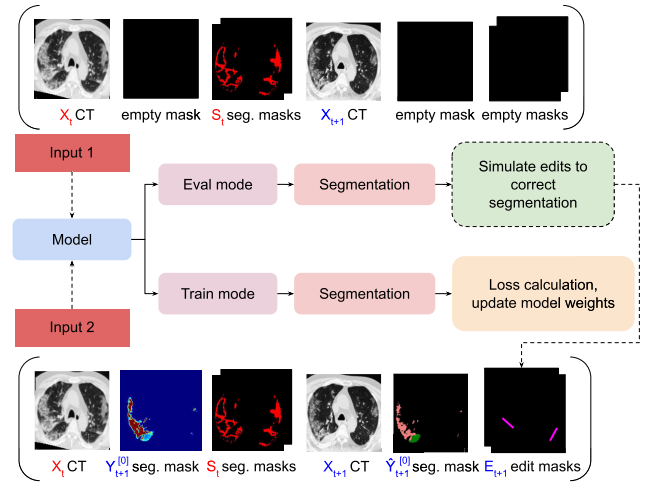 Xₜ CT
empty mask
Sₜ seg. masks
Xₜ₊₁ CT
empty mask
empty masks
Input 1
Eval mode
Segmentation
Simulate edits to
correct
segmentation
Model
Train mode
Segmentation
Loss calculation,
update model weights
Input 2
Xₜ CT
Yₜ₊₁^[0] seg. mask
Sₜ seg. masks
Xₜ₊₁ CT
Ŷₜ₊₁^[0] seg. mask
Eₜ₊₁ edit masks